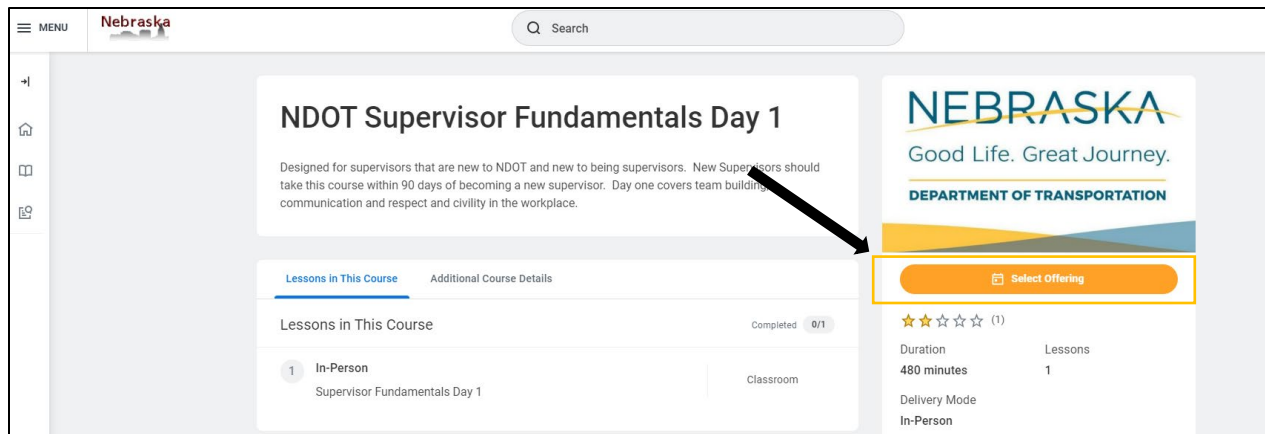 MENU
Nebraska
Search
NDOT Supervisor Fundamentals Day 1
Designed for supervisors that are new to NDOT and new to being supervisors. New Supervisors should
take this course within 90 days of becoming a new supervisor. Day one covers team building,
communication and respect and civility in the workplace.
NEBRASKA
Good Life. Great Journey.
DEPARTMENT OF TRANSPORTATION
Select Offering
Lessons in This Course
Additional Course Details
Lessons in This Course
Completed 0/1
1 In-Person
Supervisor Fundamentals Day 1
Classroom
(1)
Duration
Lessons
480 minutes
1
Delivery Mode
In-Person